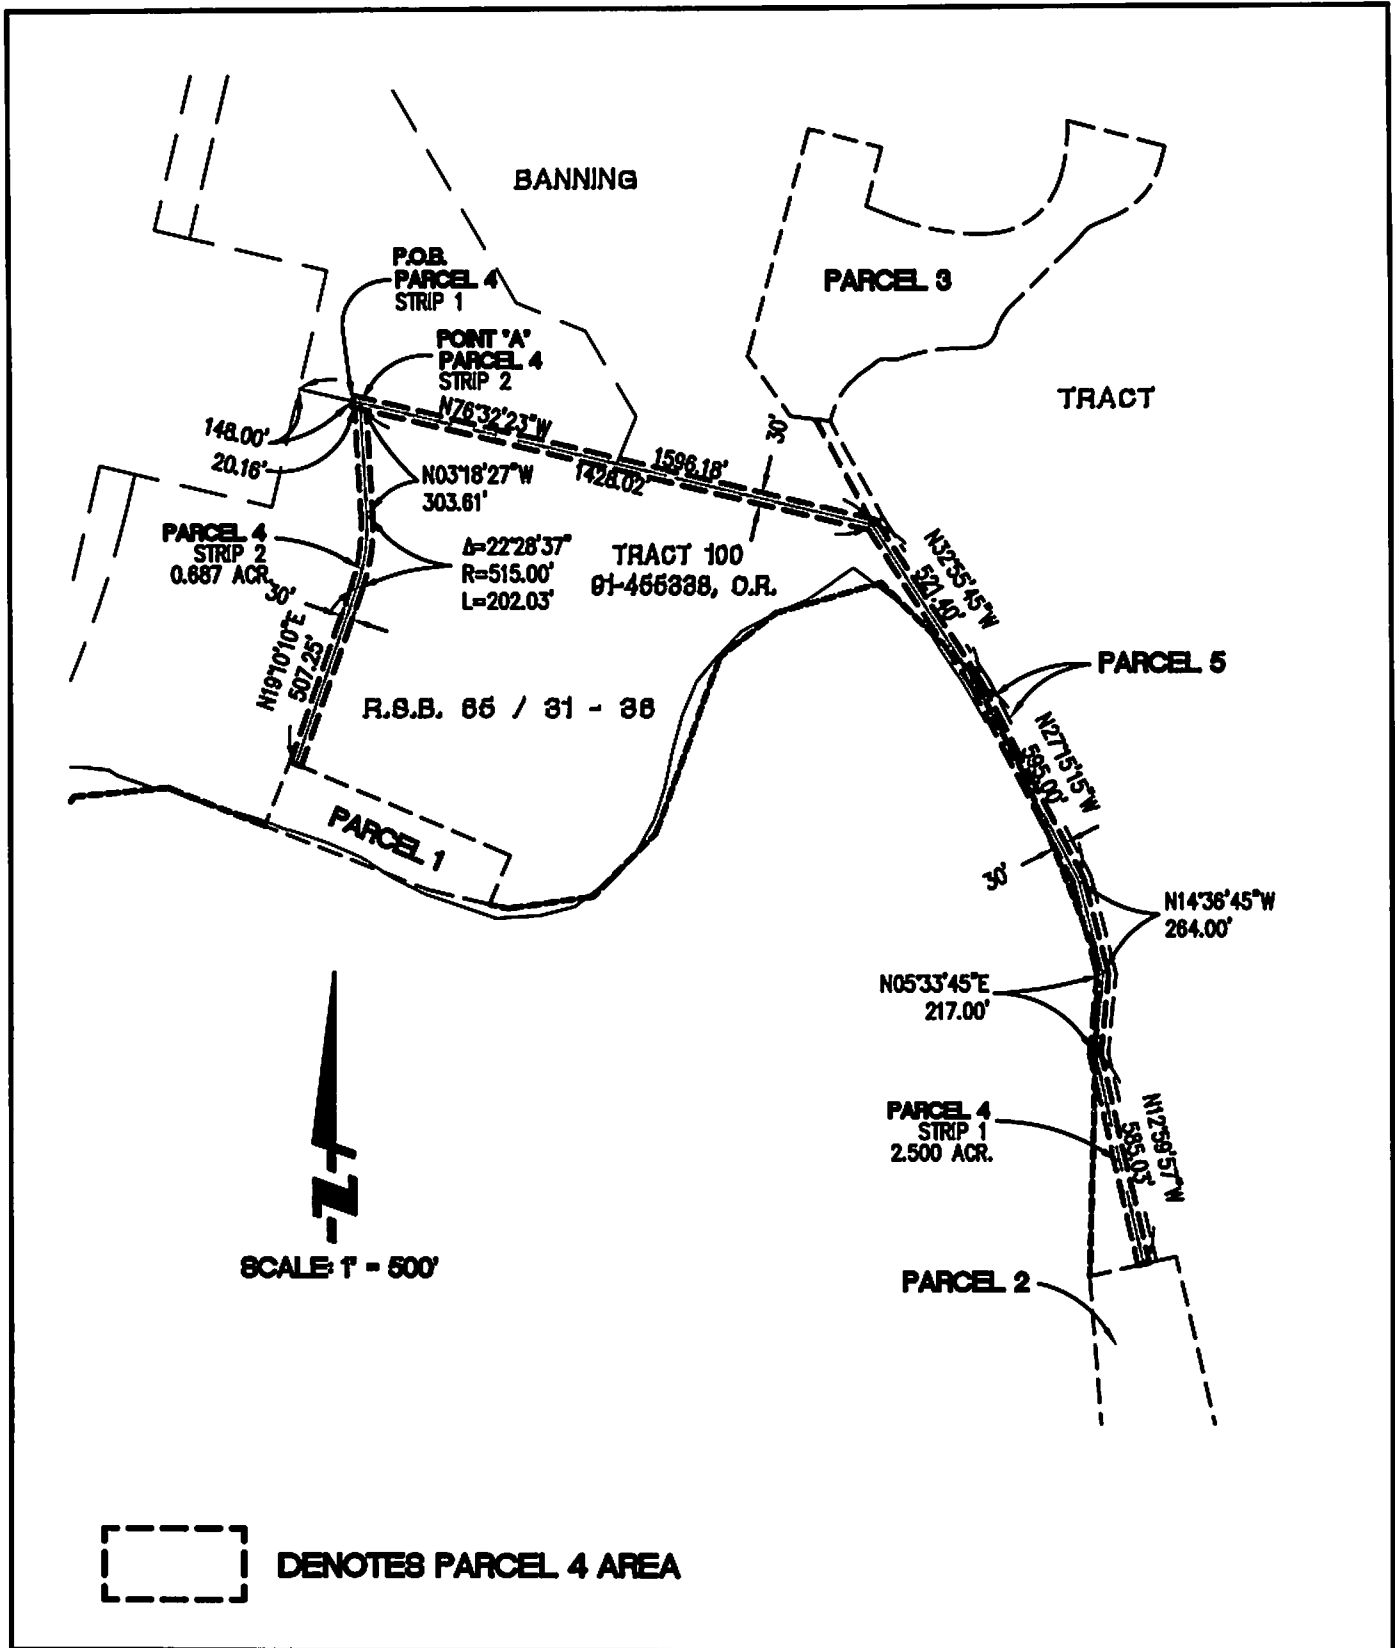 BANNING
P.O.B.
PARCEL 4
STRIP 1
POINT "A"
PARCEL 4
STRIP 2
PARCEL 3
TRACT
N76°32'23"W
1596.18'
1428.02'
30'
148.00'
20.16'
N03°18'27"W
303.61'
PARCEL 4
STRIP 2
0.687 ACR.
30'
Δ=22°28'37"
R=515.00'
L=202.03'
TRACT 100
91-455338, O.R.
N32°55'45"W
521.40'
N19°10'10"E
507.25'
R.S.B. 85 / 31 - 36
PARCEL 5
N27°15'15"W
595.00'
PARCEL 1
30'
N14°36'45"W
264.00'
N05°33'45"E
217.00'
PARCEL 4
STRIP 1
2.500 ACR.
N12°59'57"W
585.03'
N
SCALE: 1" = 500'
PARCEL 2
DENOTES PARCEL 4 AREA